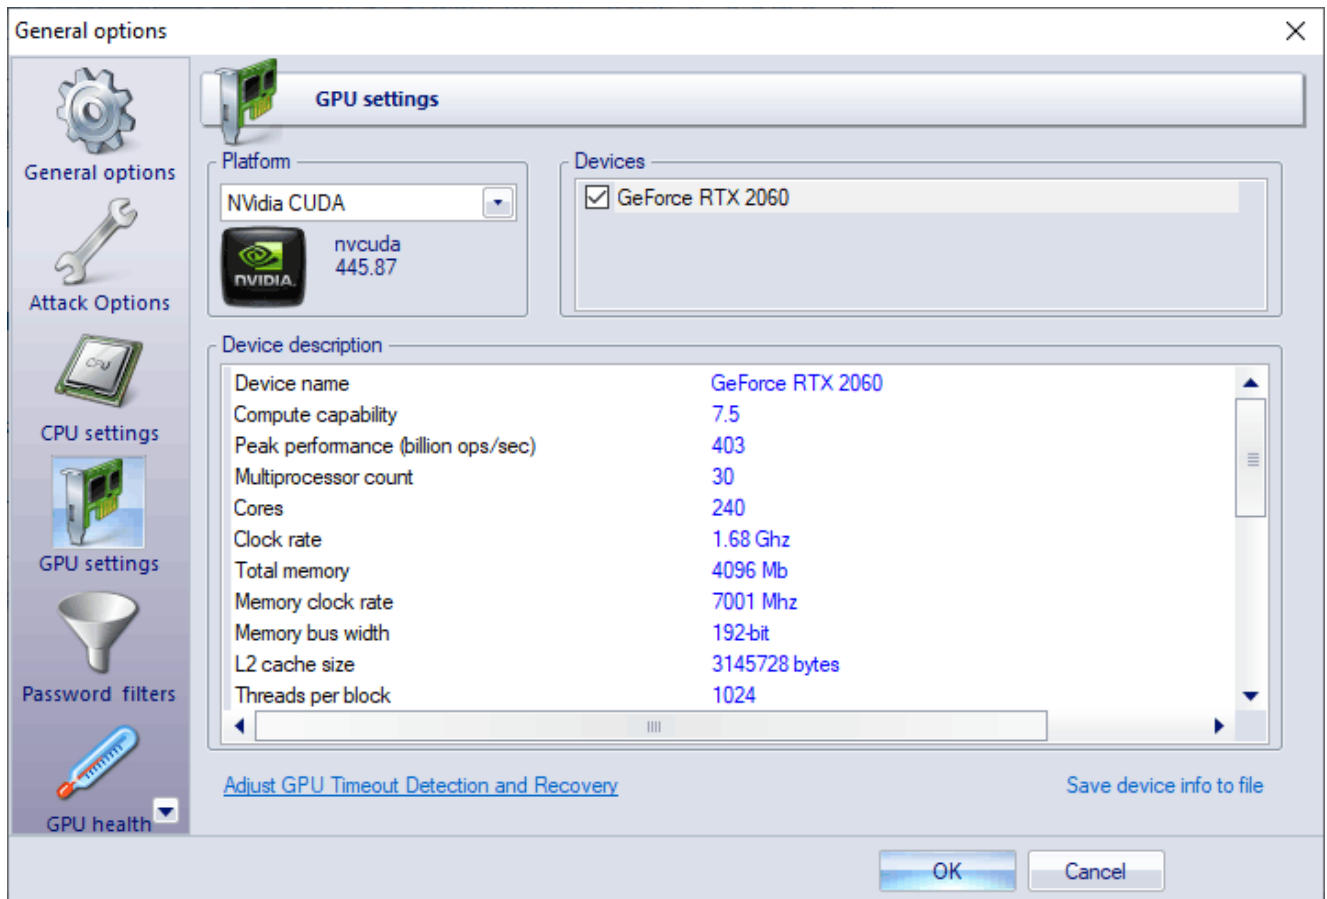 General options
General options
Attack Options
CPU
CPU settings
GPU settings
Password filters
GPU health
GPU settings
Platform
NVidia CUDA
NVIDIA.
nvcuda
445.87
Devices
GeForce RTX 2060
Device description
Device name GeForce RTX 2060
Compute capability 7.5
Peak performance (billion ops/sec) 403
Multiprocessor count 30
Cores 240
Clock rate 1.68 Ghz
Total memory 4096 Mb
Memory clock rate 7001 Mhz
Memory bus width 192-bit
L2 cache size 3145728 bytes
Threads per block 1024
Adjust GPU Timeout Detection and Recovery
Save device info to file
OK
Cancel